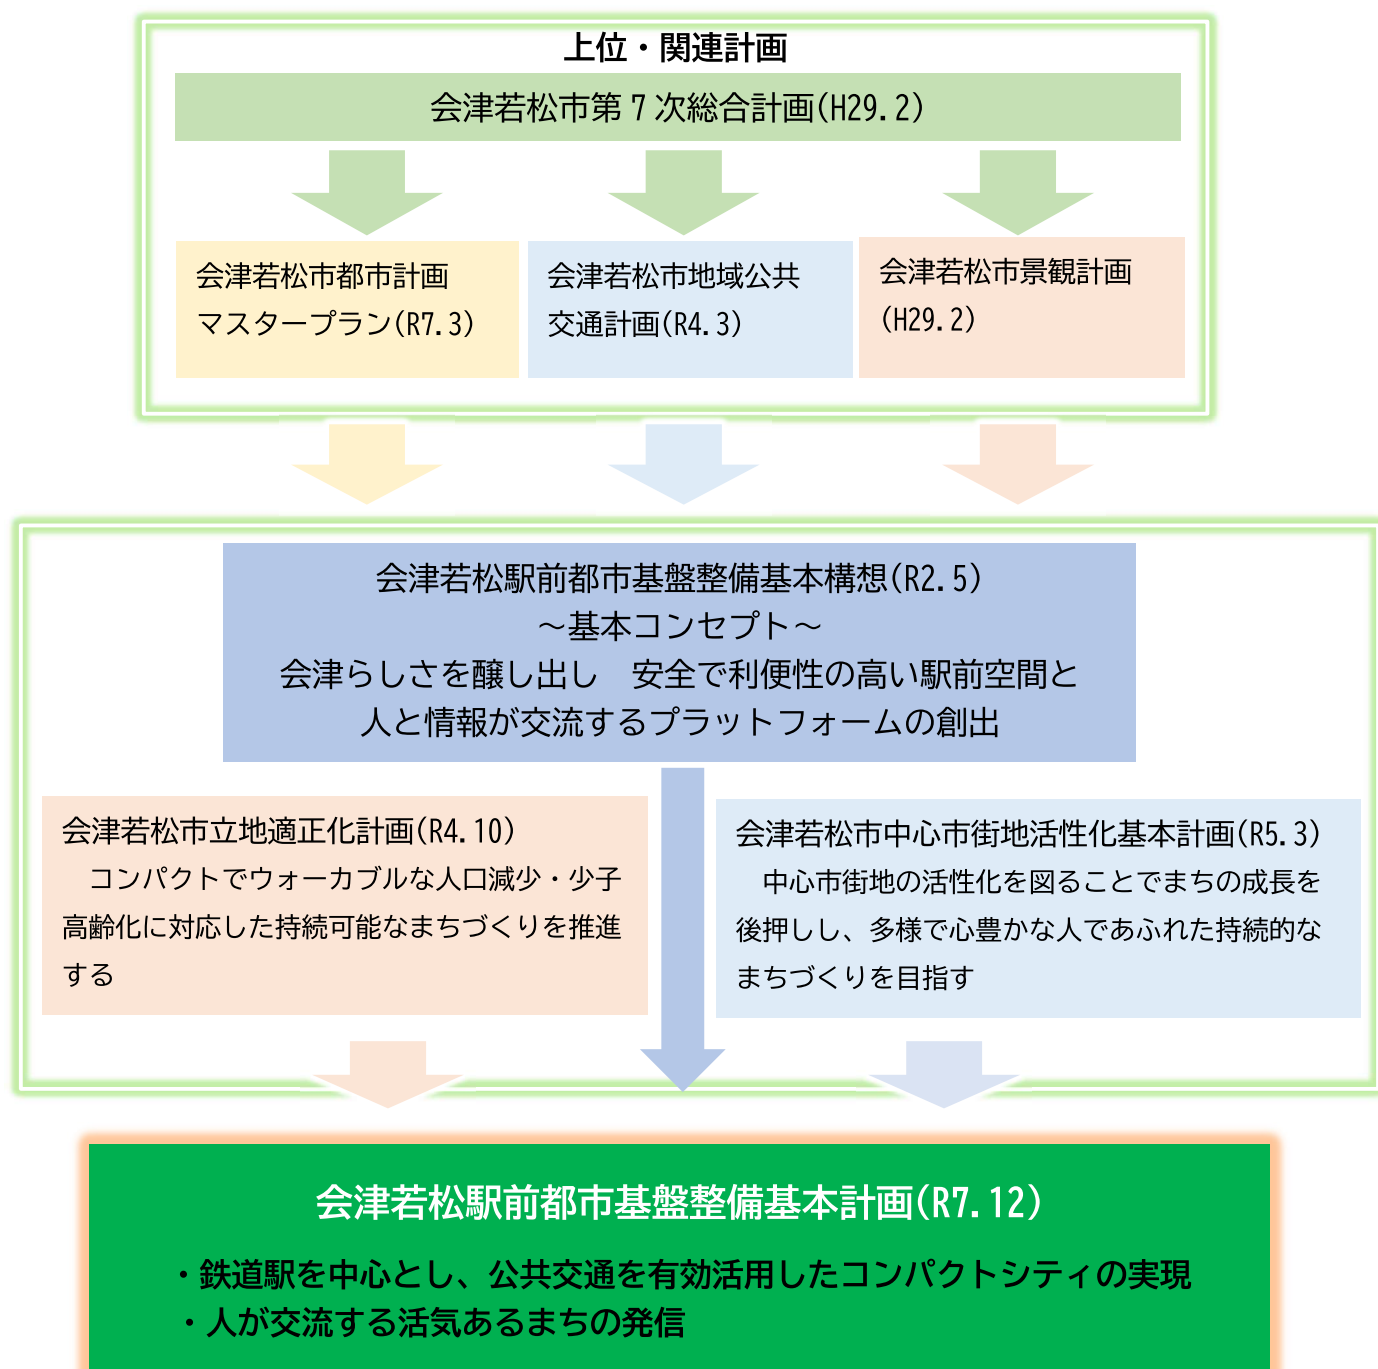 上位・関連計画
会津若松市第７次総合計画(H29.2)
会津若松市都市計画
マスタープラン(R7.3)
会津若松市地域公共
交通計画(R4.3)
会津若松市景観計画
(H29.2)
会津若松駅前都市基盤整備基本構想(R2.5)
～基本コンセプト～
会津らしさを醸し出し　安全で利便性の高い駅前空間と
人と情報が交流するプラットフォームの創出
会津若松市立地適正化計画(R4.10)
　コンパクトでウォーカブルな人口減少・少子
高齢化に対応した持続可能なまちづくりを推進
する
会津若松市中心市街地活性化基本計画(R5.3)
　中心市街地の活性化を図ることでまちの成長を
後押しし、多様で心豊かな人であふれた持続的な
まちづくりを目指す
会津若松駅前都市基盤整備基本計画(R7.12)
・鉄道駅を中心とし、公共交通を有効活用したコンパクトシティの実現
・人が交流する活気あるまちの発信